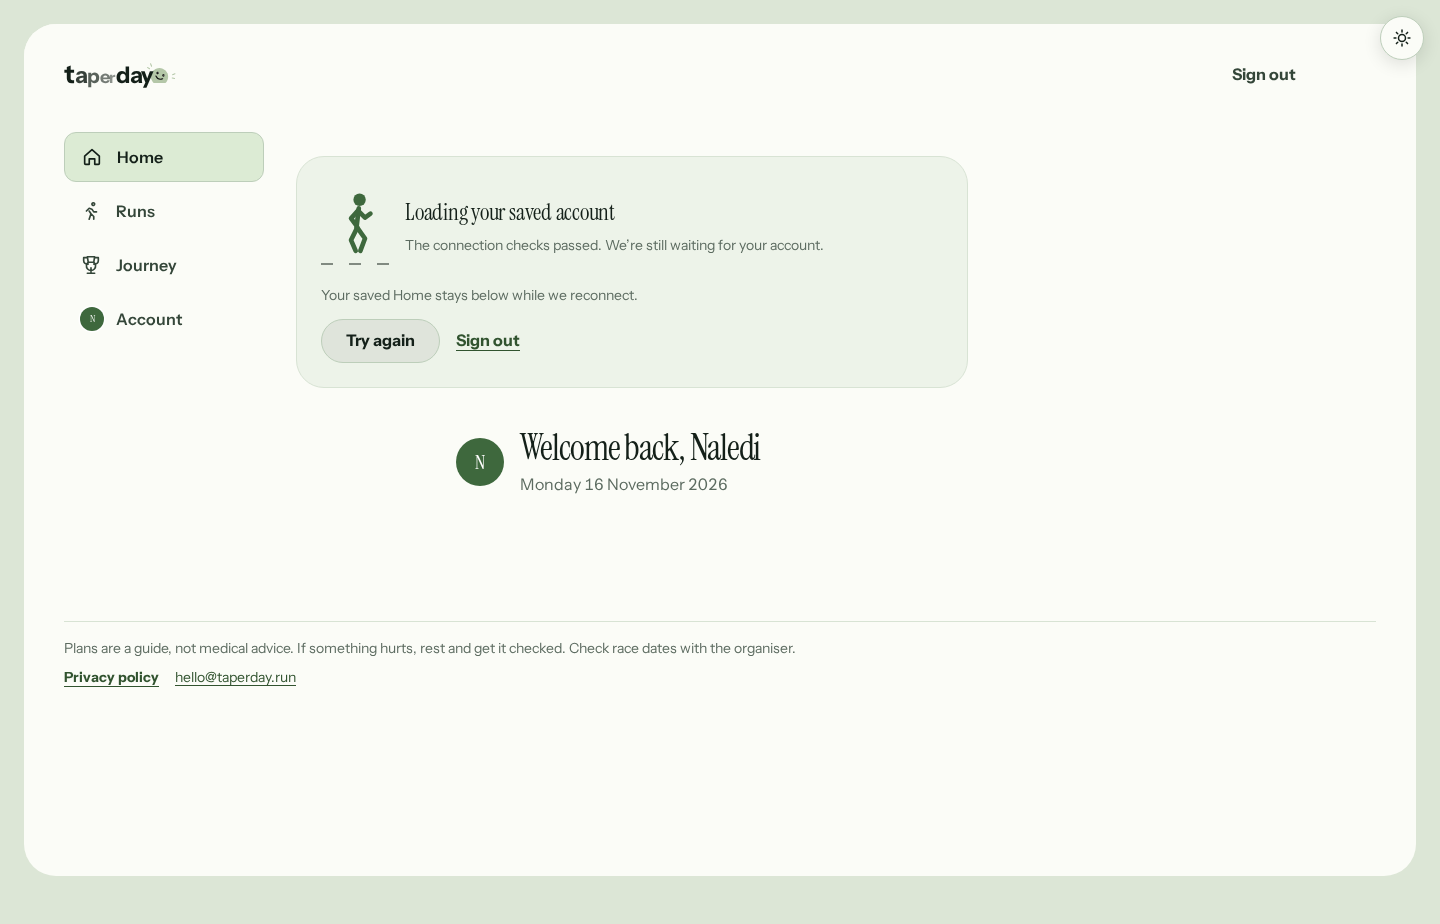 taperday
Sign out
Home
Runs
Journey
N
Account
Loading your saved account
The connection checks passed. We’re still waiting for your account.
Your saved Home stays below while we reconnect.
Try again
Sign out
N
Welcome back, Naledi
Monday 16 November 2026
Plans are a guide, not medical advice. If something hurts, rest and get it checked. Check race dates with the organiser.
Privacy policy
hello@taperday.run